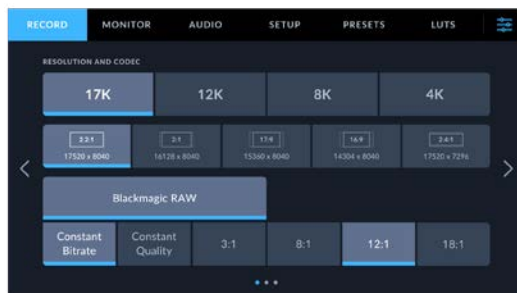 RECORD MONITOR AUDIO SETUP PRESETS LUTS
RESOLUTION AND CODEC
17K 12K 8K 4K
2.2:1 2:1 17:9 16:9 2.4:1
17520 x 8040 16128 x 8040 15360 x 8040 14304 x 8040 17520 x 7296
Blackmagic RAW
Constant Bitrate Constant Quality 3:1 8:1 12:1 18:1